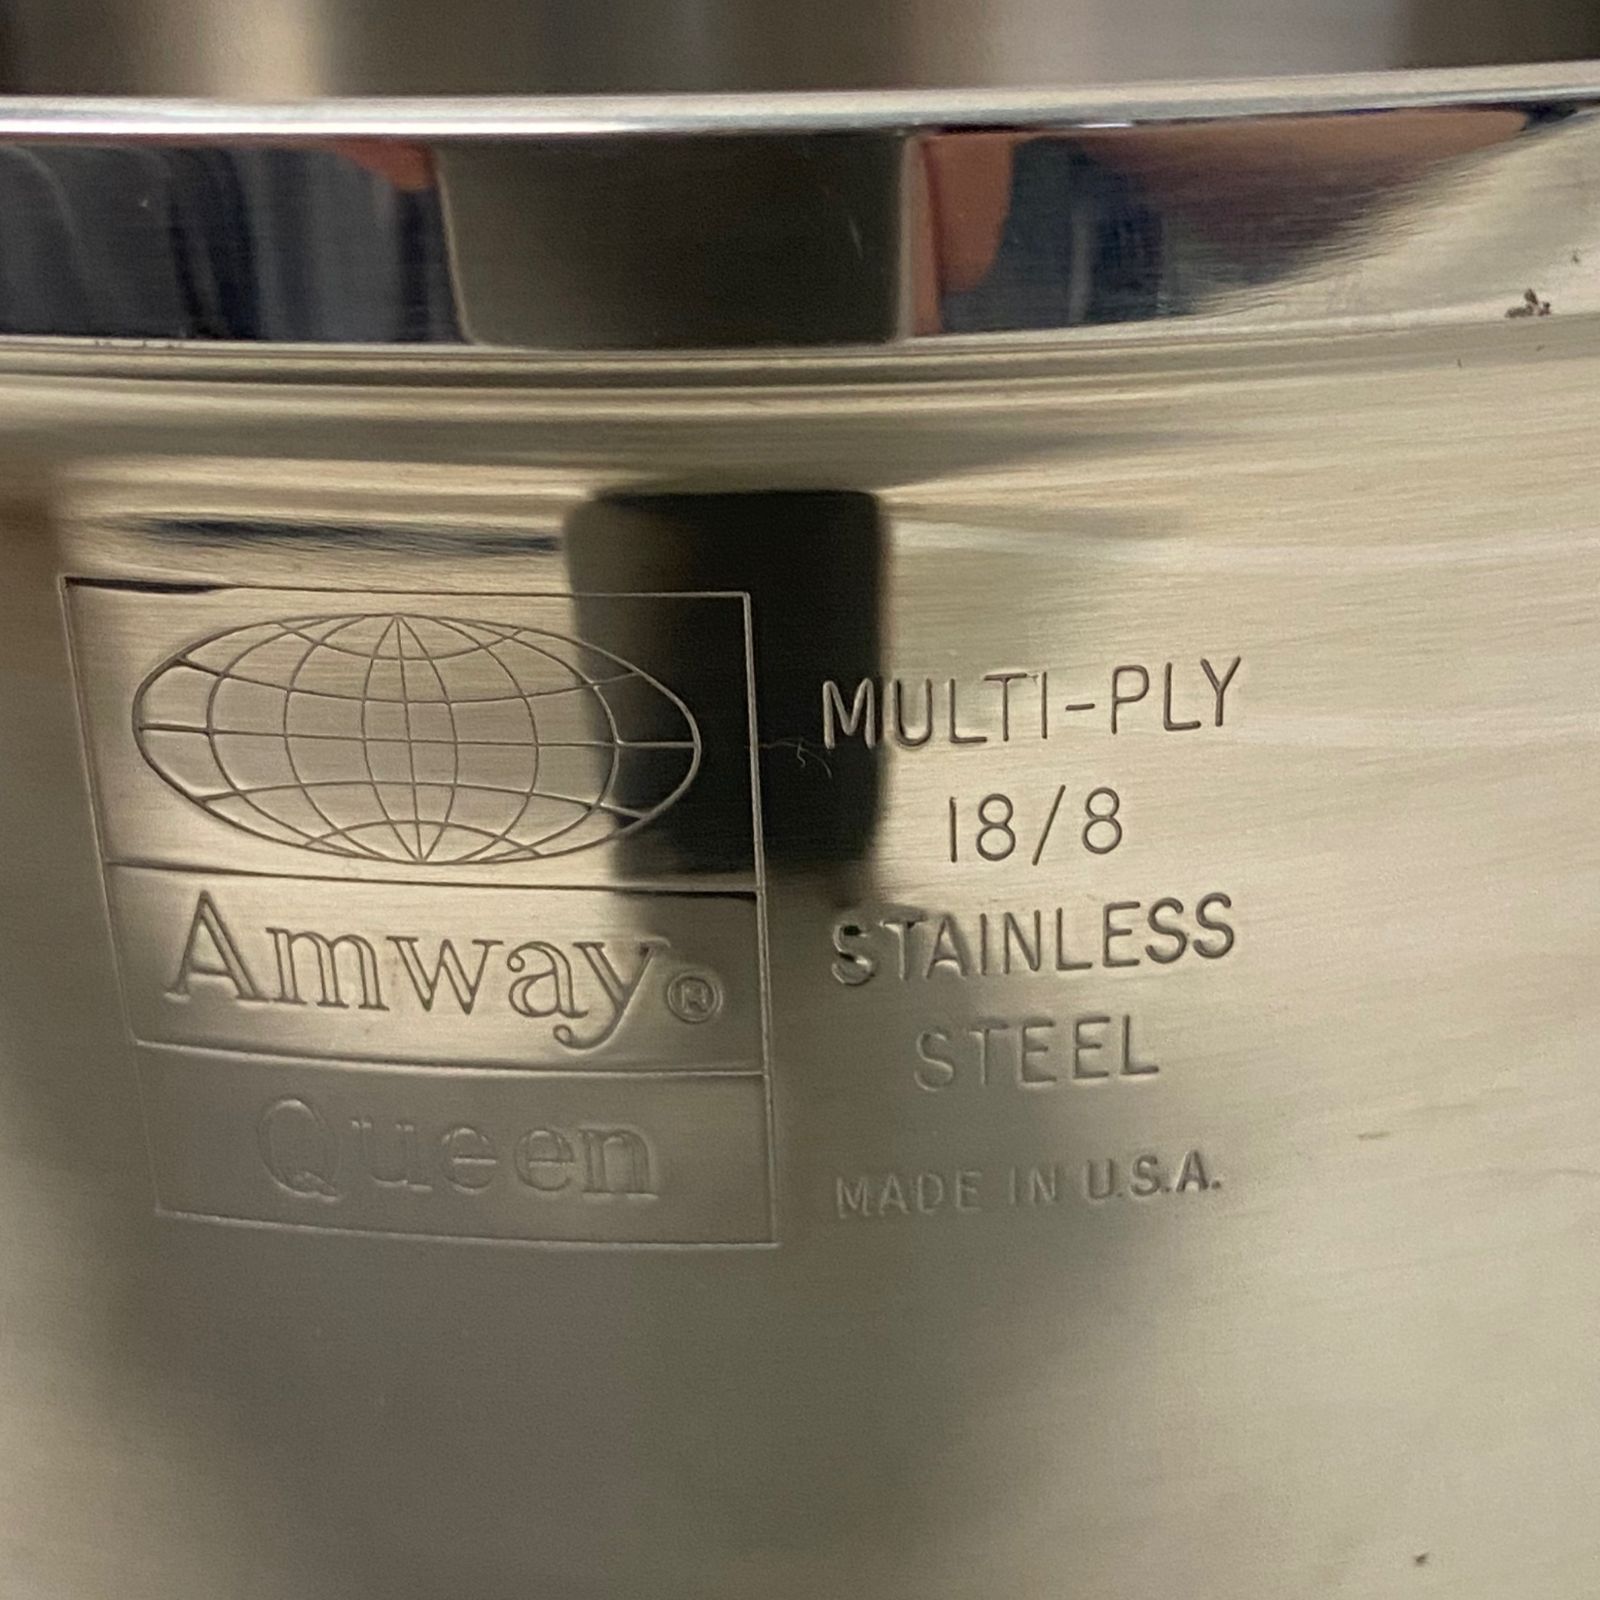 Amway®
Queen
MULTI-PLY
18/8
STAINLESS
STEEL
MADE IN U.S.A.